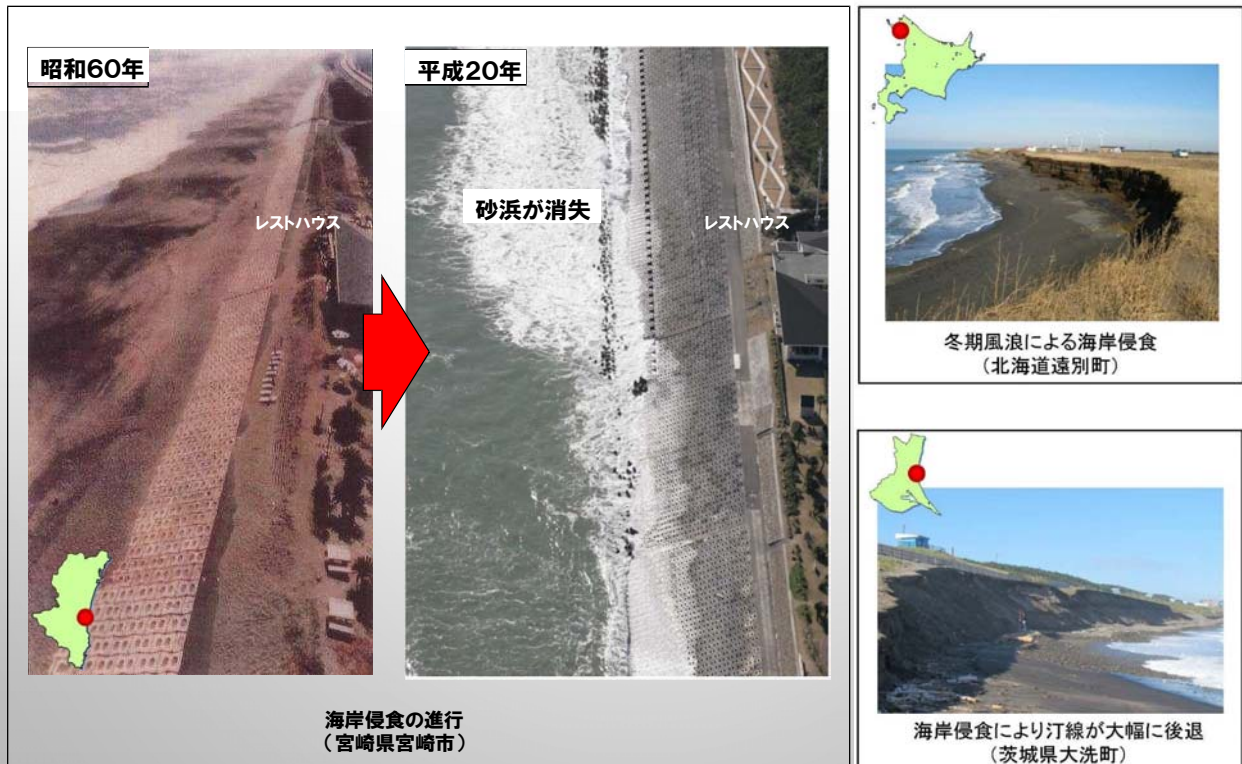 昭和60年
平成20年
レストハウス
砂浜が消失
レストハウス
海岸侵食の進行
(宮崎県宮崎市)
冬期風浪による海岸侵食
(北海道遠別町)
海岸侵食により汀線が大幅に後退
(茨城県大洗町)